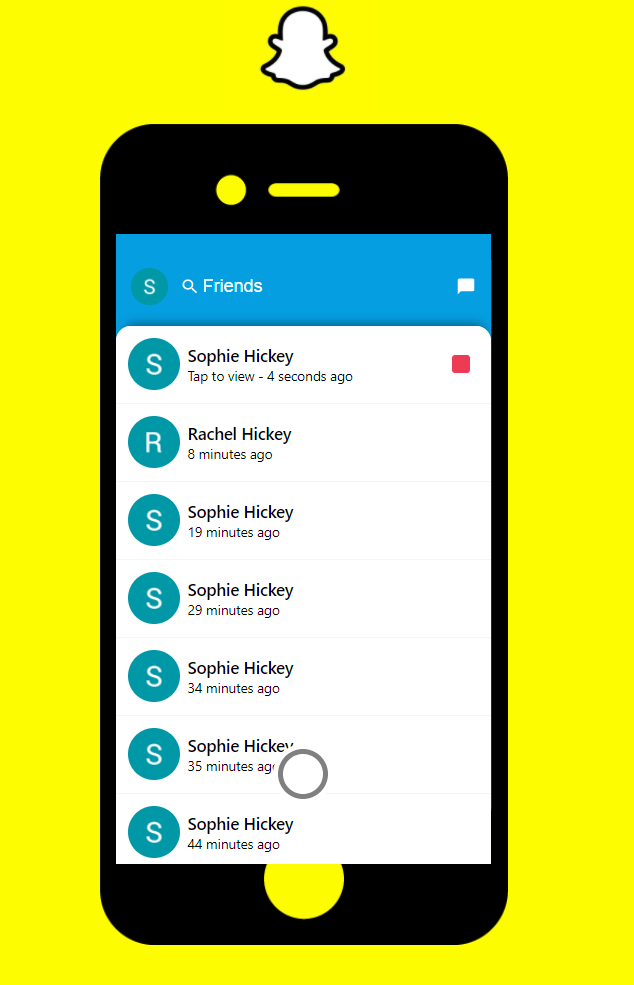 S
Friends
S
Sophie Hickey
Tap to view - 4 seconds ago
R
Rachel Hickey
8 minutes ago
S
Sophie Hickey
19 minutes ago
S
Sophie Hickey
29 minutes ago
S
Sophie Hickey
34 minutes ago
S
Sophie Hickey
35 minutes ago
S
Sophie Hickey
44 minutes ago